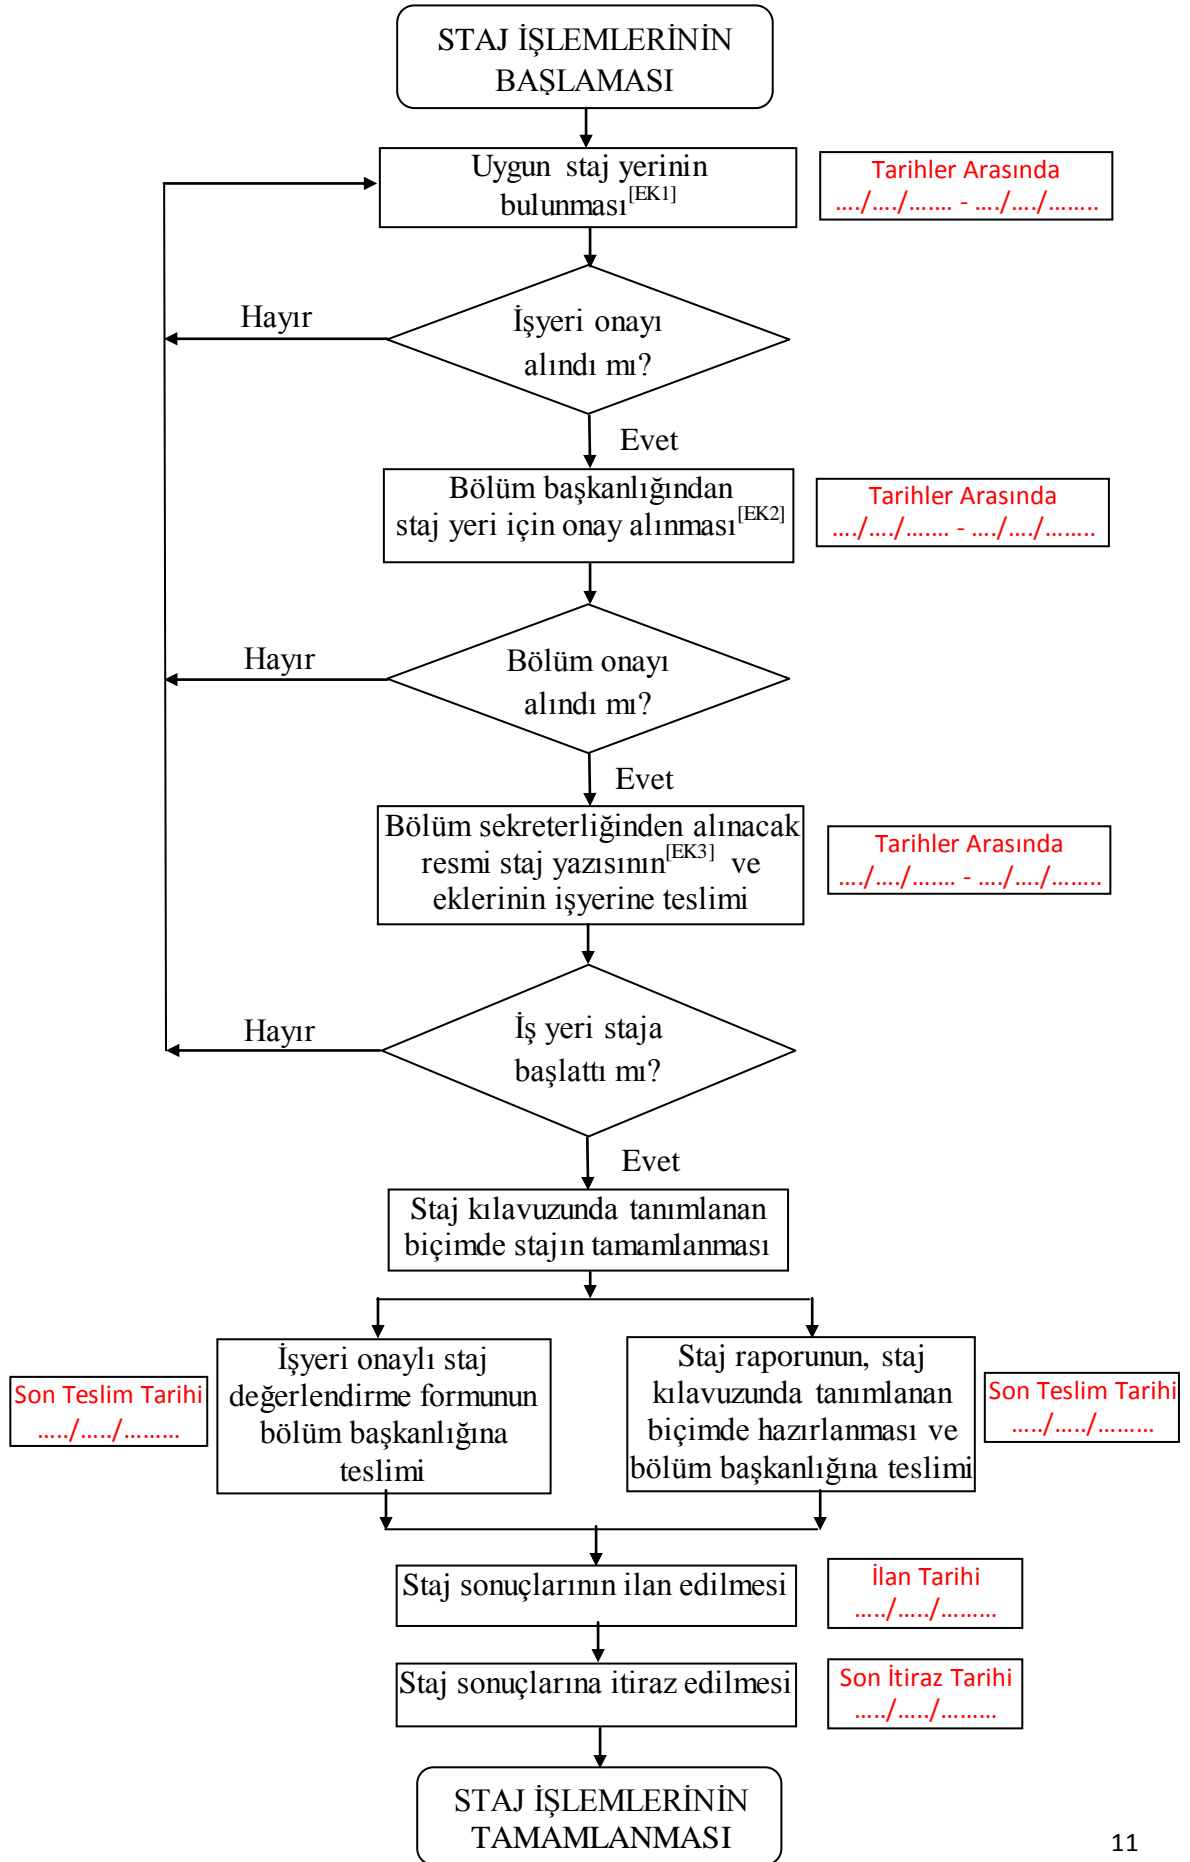 STAJ İŞLEMLERİNİN
BAŞLAMASI
Uygun staj yerinin
bulunması[EK1]
Tarihler Arasında
…./…./……. - …./…./……..
Hayır
İşyeri onayı
alındı mı?
Evet
Bölüm başkanlığından
staj yeri için onay alınması[EK2]
Tarihler Arasında
…./…./……. - …./…./……..
Hayır
Bölüm onayı
alındı mı?
Evet
Bölüm sekreterliğinden alınacak
resmi staj yazısının[EK3] ve
eklerinin işyerine teslimi
Tarihler Arasında
…./…./……. - …./…./……..
Hayır
İş yeri staja
başlattı mı?
Evet
Staj kılavuzunda tanımlanan
biçimde stajın tamamlanması
Son Teslim Tarihi
…../…../………
İşyeri onaylı staj
değerlendirme formunun
bölüm başkanlığına
teslimi
Staj raporunun, staj
kılavuzunda tanımlanan
biçimde hazırlanması ve
bölüm başkanlığına teslimi
Son Teslim Tarihi
…../…../………
Staj sonuçlarının ilan edilmesi
İlan Tarihi
…../…../………
Staj sonuçlarına itiraz edilmesi
Son İtiraz Tarihi
…../…../………
STAJ İŞLEMLERİNİN
TAMAMLANMASI
11